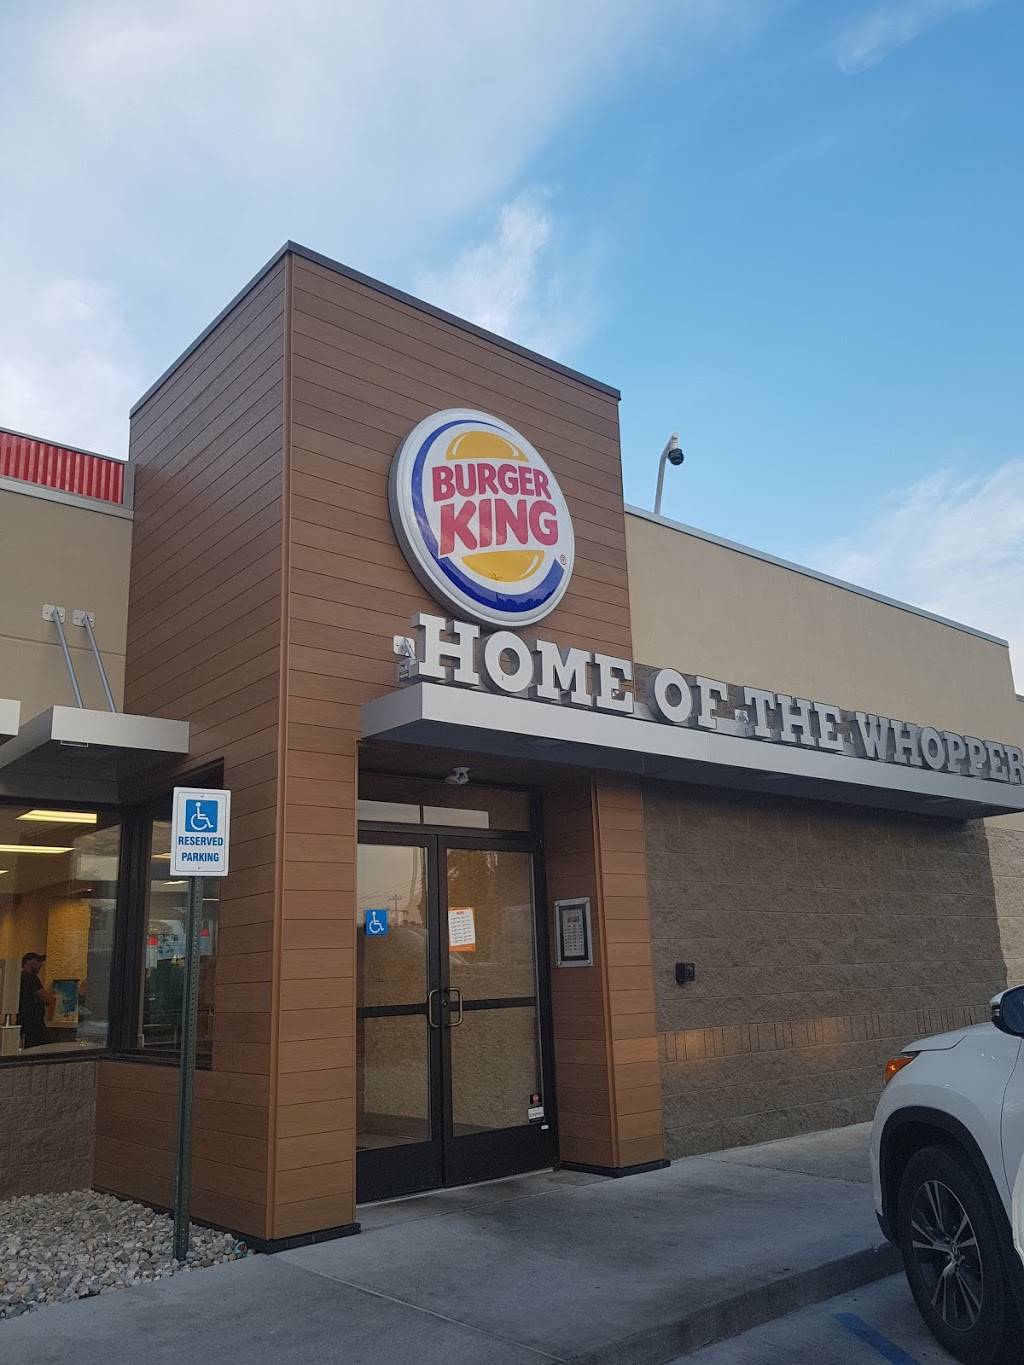 BURGER
KING
®
HOME OF THE WHOPPER
RESERVED
PARKING